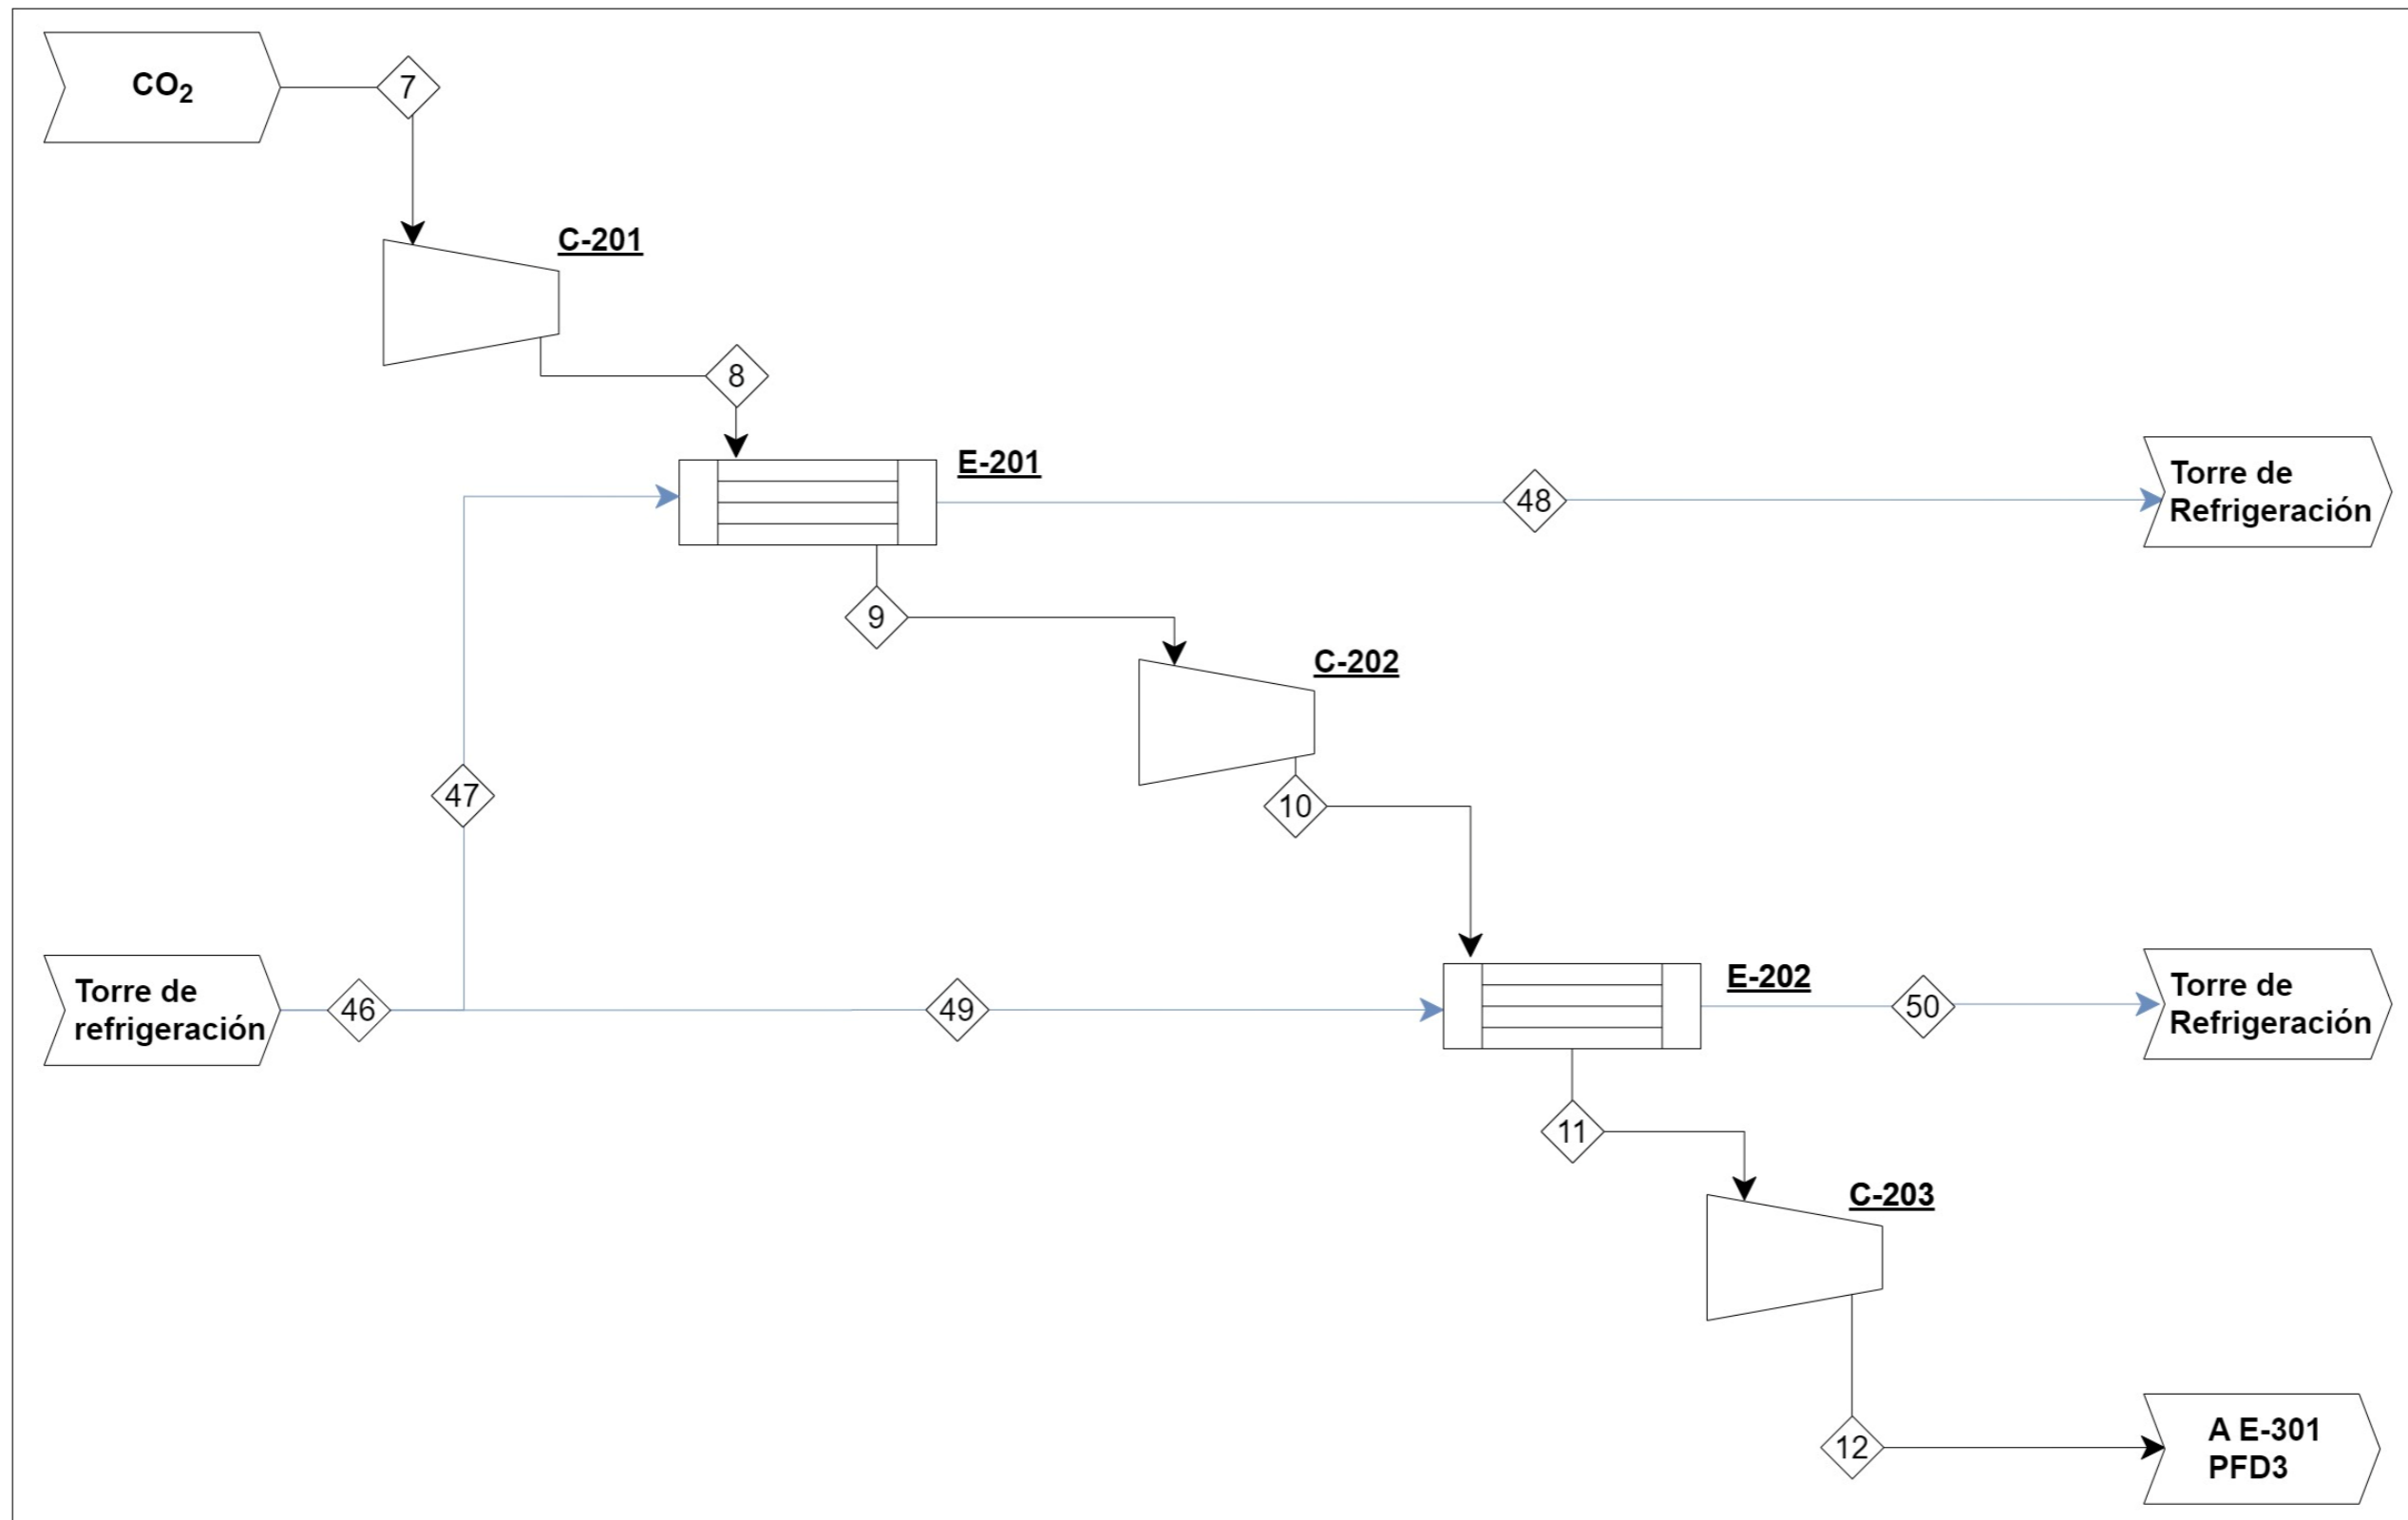 CO₂
7
C-201
8
E-201
48
Torre de
Refrigeración
9
C-202
47
10
Torre de
refrigeración
46
49
E-202
50
Torre de
Refrigeración
11
C-203
12
A E-301
PFD3